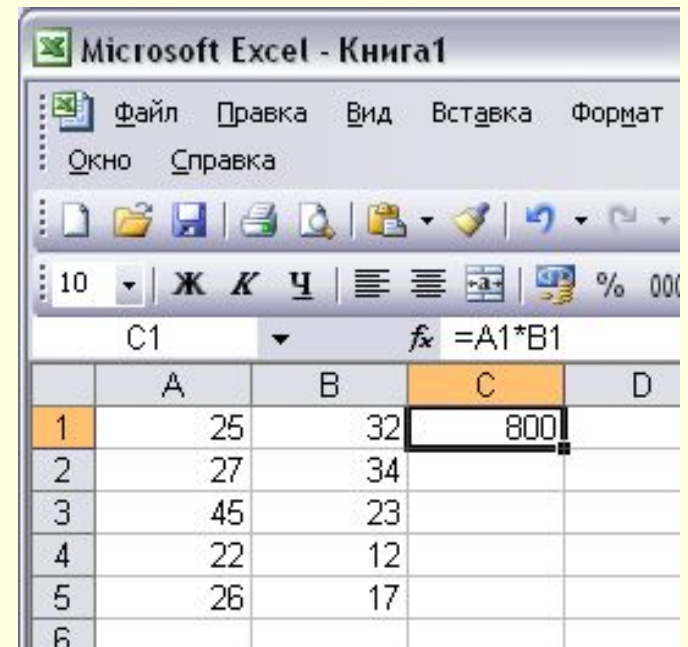 Microsoft Excel - Книга1
Файл Правка Вид Вставка Формат
Окно Справка
10 Ж К Ч % 000
C1 fx =A1*B1
A B C D
1 25 32 800
2 27 34
3 45 23
4 22 12
5 26 17
6